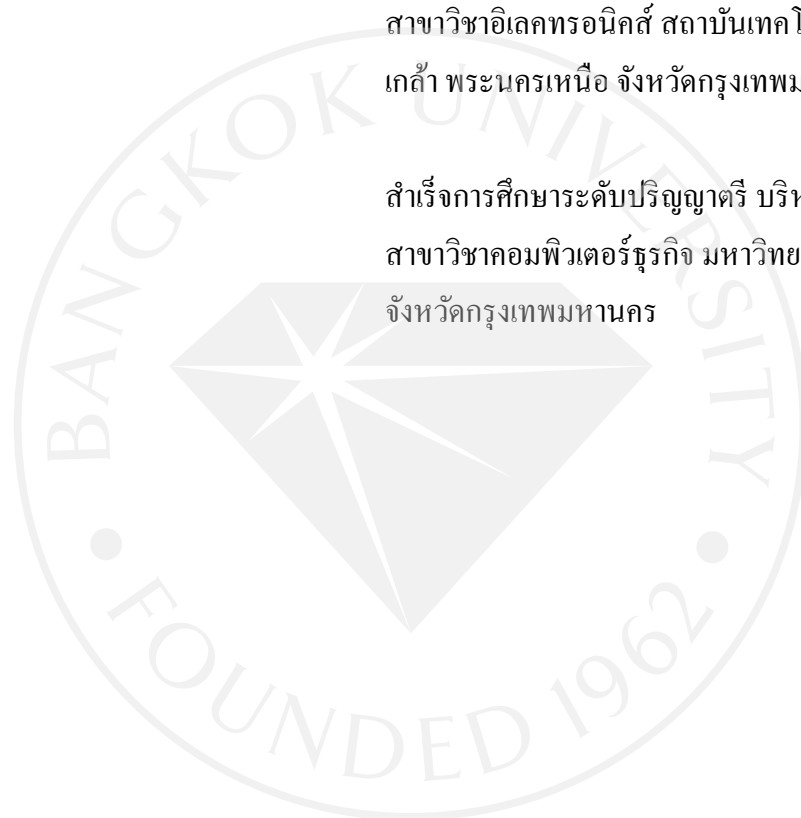 สาขาวิชาอิเลคทรอนิคส์ สถาบันเทคโ
เกล้า พระนครเหนือ จังหวัดกรุงเทพม
สำเร็จการศึกษาระดับปริญญาตรี บริห
สาขาวิชาคอมพิวเตอร์ธุรกิจ มหาวิทย
จังหวัดกรุงเทพมหานคร
BANGKOK UNIVERSITY
FOUNDED 1962